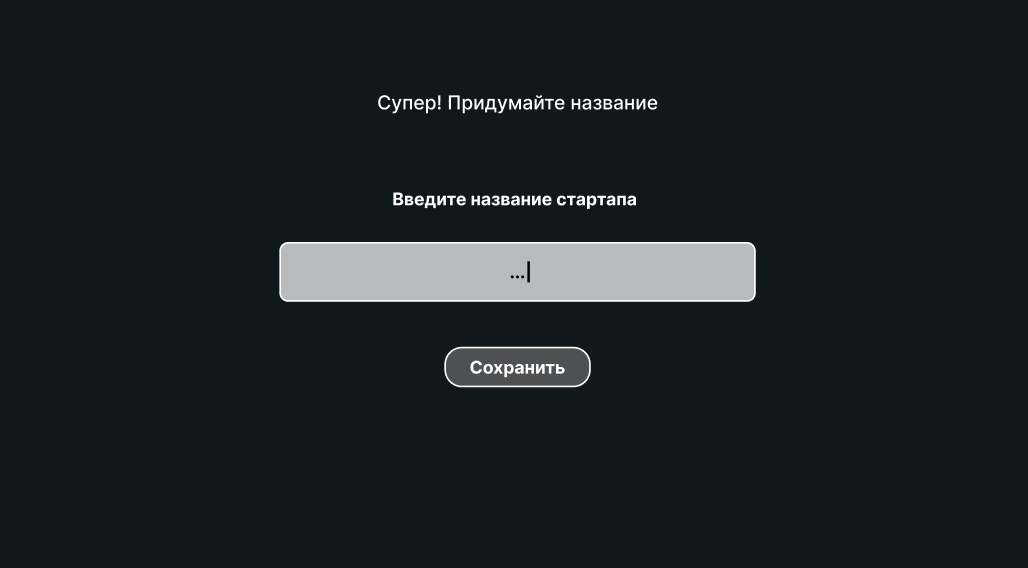 Супер! Придумайте название
Введите название стартапа
...
Сохранить